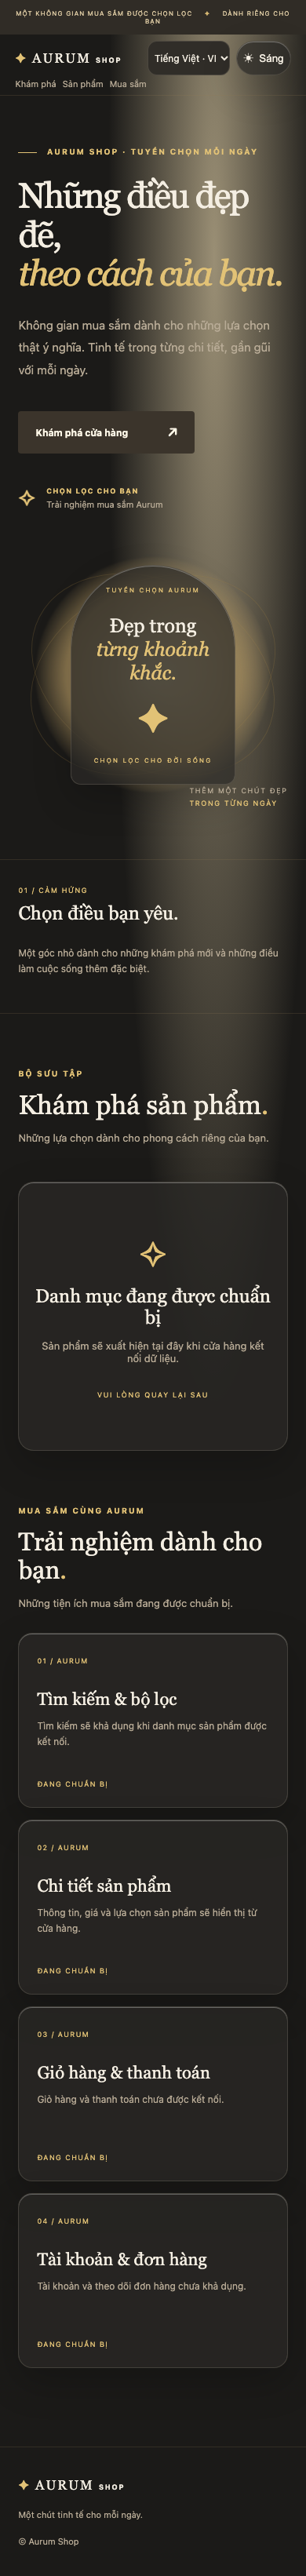 MỘT KHÔNG GIAN MUA SẮM ĐƯỢC CHỌN LỌC ✦ DÀNH RIÊNG CHO
BẠN
AURUM SHOP
Tiếng Việt · VI
Sáng
Khám phá Sản phẩm Mua sắm
AURUM SHOP · TUYỂN CHỌN MỖI NGÀY
Những điều đẹp
đẽ,
theo cách của bạn.
Không gian mua sắm dành cho những lựa chọn
thật ý nghĩa. Tinh tế trong từng chi tiết, gần gũi
với mỗi ngày.
Khám phá cửa hàng
CHỌN LỌC CHO BẠN
Trải nghiệm mua sắm Aurum
TUYỂN CHỌN AURUM
Đẹp trong
từng khoảnh
khắc.
CHỌN LỌC CHO ĐỜI SỐNG
THÊM MỘT CHÚT ĐẸP
TRONG TỪNG NGÀY
01 / CẢM HỨNG
Chọn điều bạn yêu.
Một góc nhỏ dành cho những khám phá mới và những điều
làm cuộc sống thêm đặc biệt.
BỘ SƯU TẬP
Khám phá sản phẩm.
Những lựa chọn dành cho phong cách riêng của bạn.
Danh mục đang được chuẩn
bị
Sản phẩm sẽ xuất hiện tại đây khi cửa hàng kết
nối dữ liệu.
VUI LÒNG QUAY LẠI SAU
MUA SẮM CÙNG AURUM
Trải nghiệm dành cho
bạn.
Những tiện ích mua sắm đang được chuẩn bị.
01 / AURUM
Tìm kiếm & bộ lọc
Tìm kiếm sẽ khả dụng khi danh mục sản phẩm được
kết nối.
ĐANG CHUẨN BỊ
02 / AURUM
Chi tiết sản phẩm
Thông tin, giá và lựa chọn sản phẩm sẽ hiển thị từ
cửa hàng.
ĐANG CHUẨN BỊ
03 / AURUM
Giỏ hàng & thanh toán
Giỏ hàng và thanh toán chưa được kết nối.
ĐANG CHUẨN BỊ
04 / AURUM
Tài khoản & đơn hàng
Tài khoản và theo dõi đơn hàng chưa khả dụng.
ĐANG CHUẨN BỊ
AURUM SHOP
Một chút tinh tế cho mỗi ngày.
© Aurum Shop